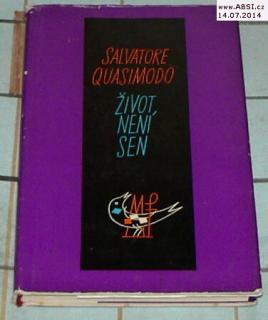 www.ABSI.cz
14.07.2014
SALVATORE
QUASIMODO
ŽIVOT
NENÍ
SEN